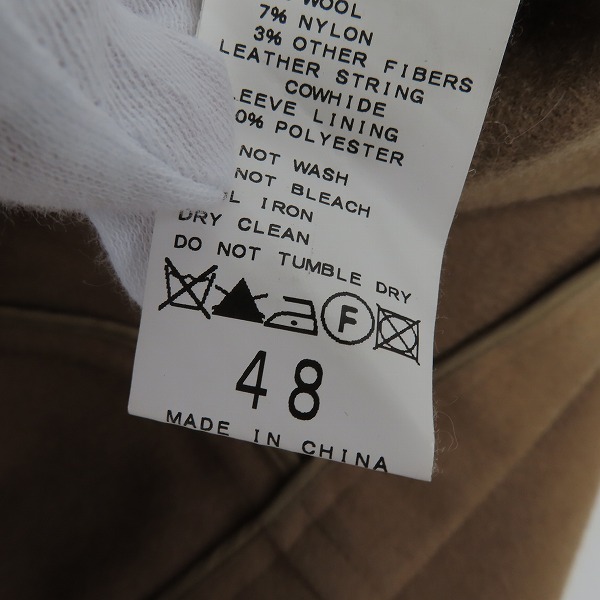 WOOL
7% NYLON
3% OTHER FIBERS
LEATHER STRING
COWHIDE
LINING
POLYESTER
NOT WASH
NOT BLEACH
IRON
DRY CLEAN
DO NOT TUMBLE DRY
F
48
MADE IN CHINA